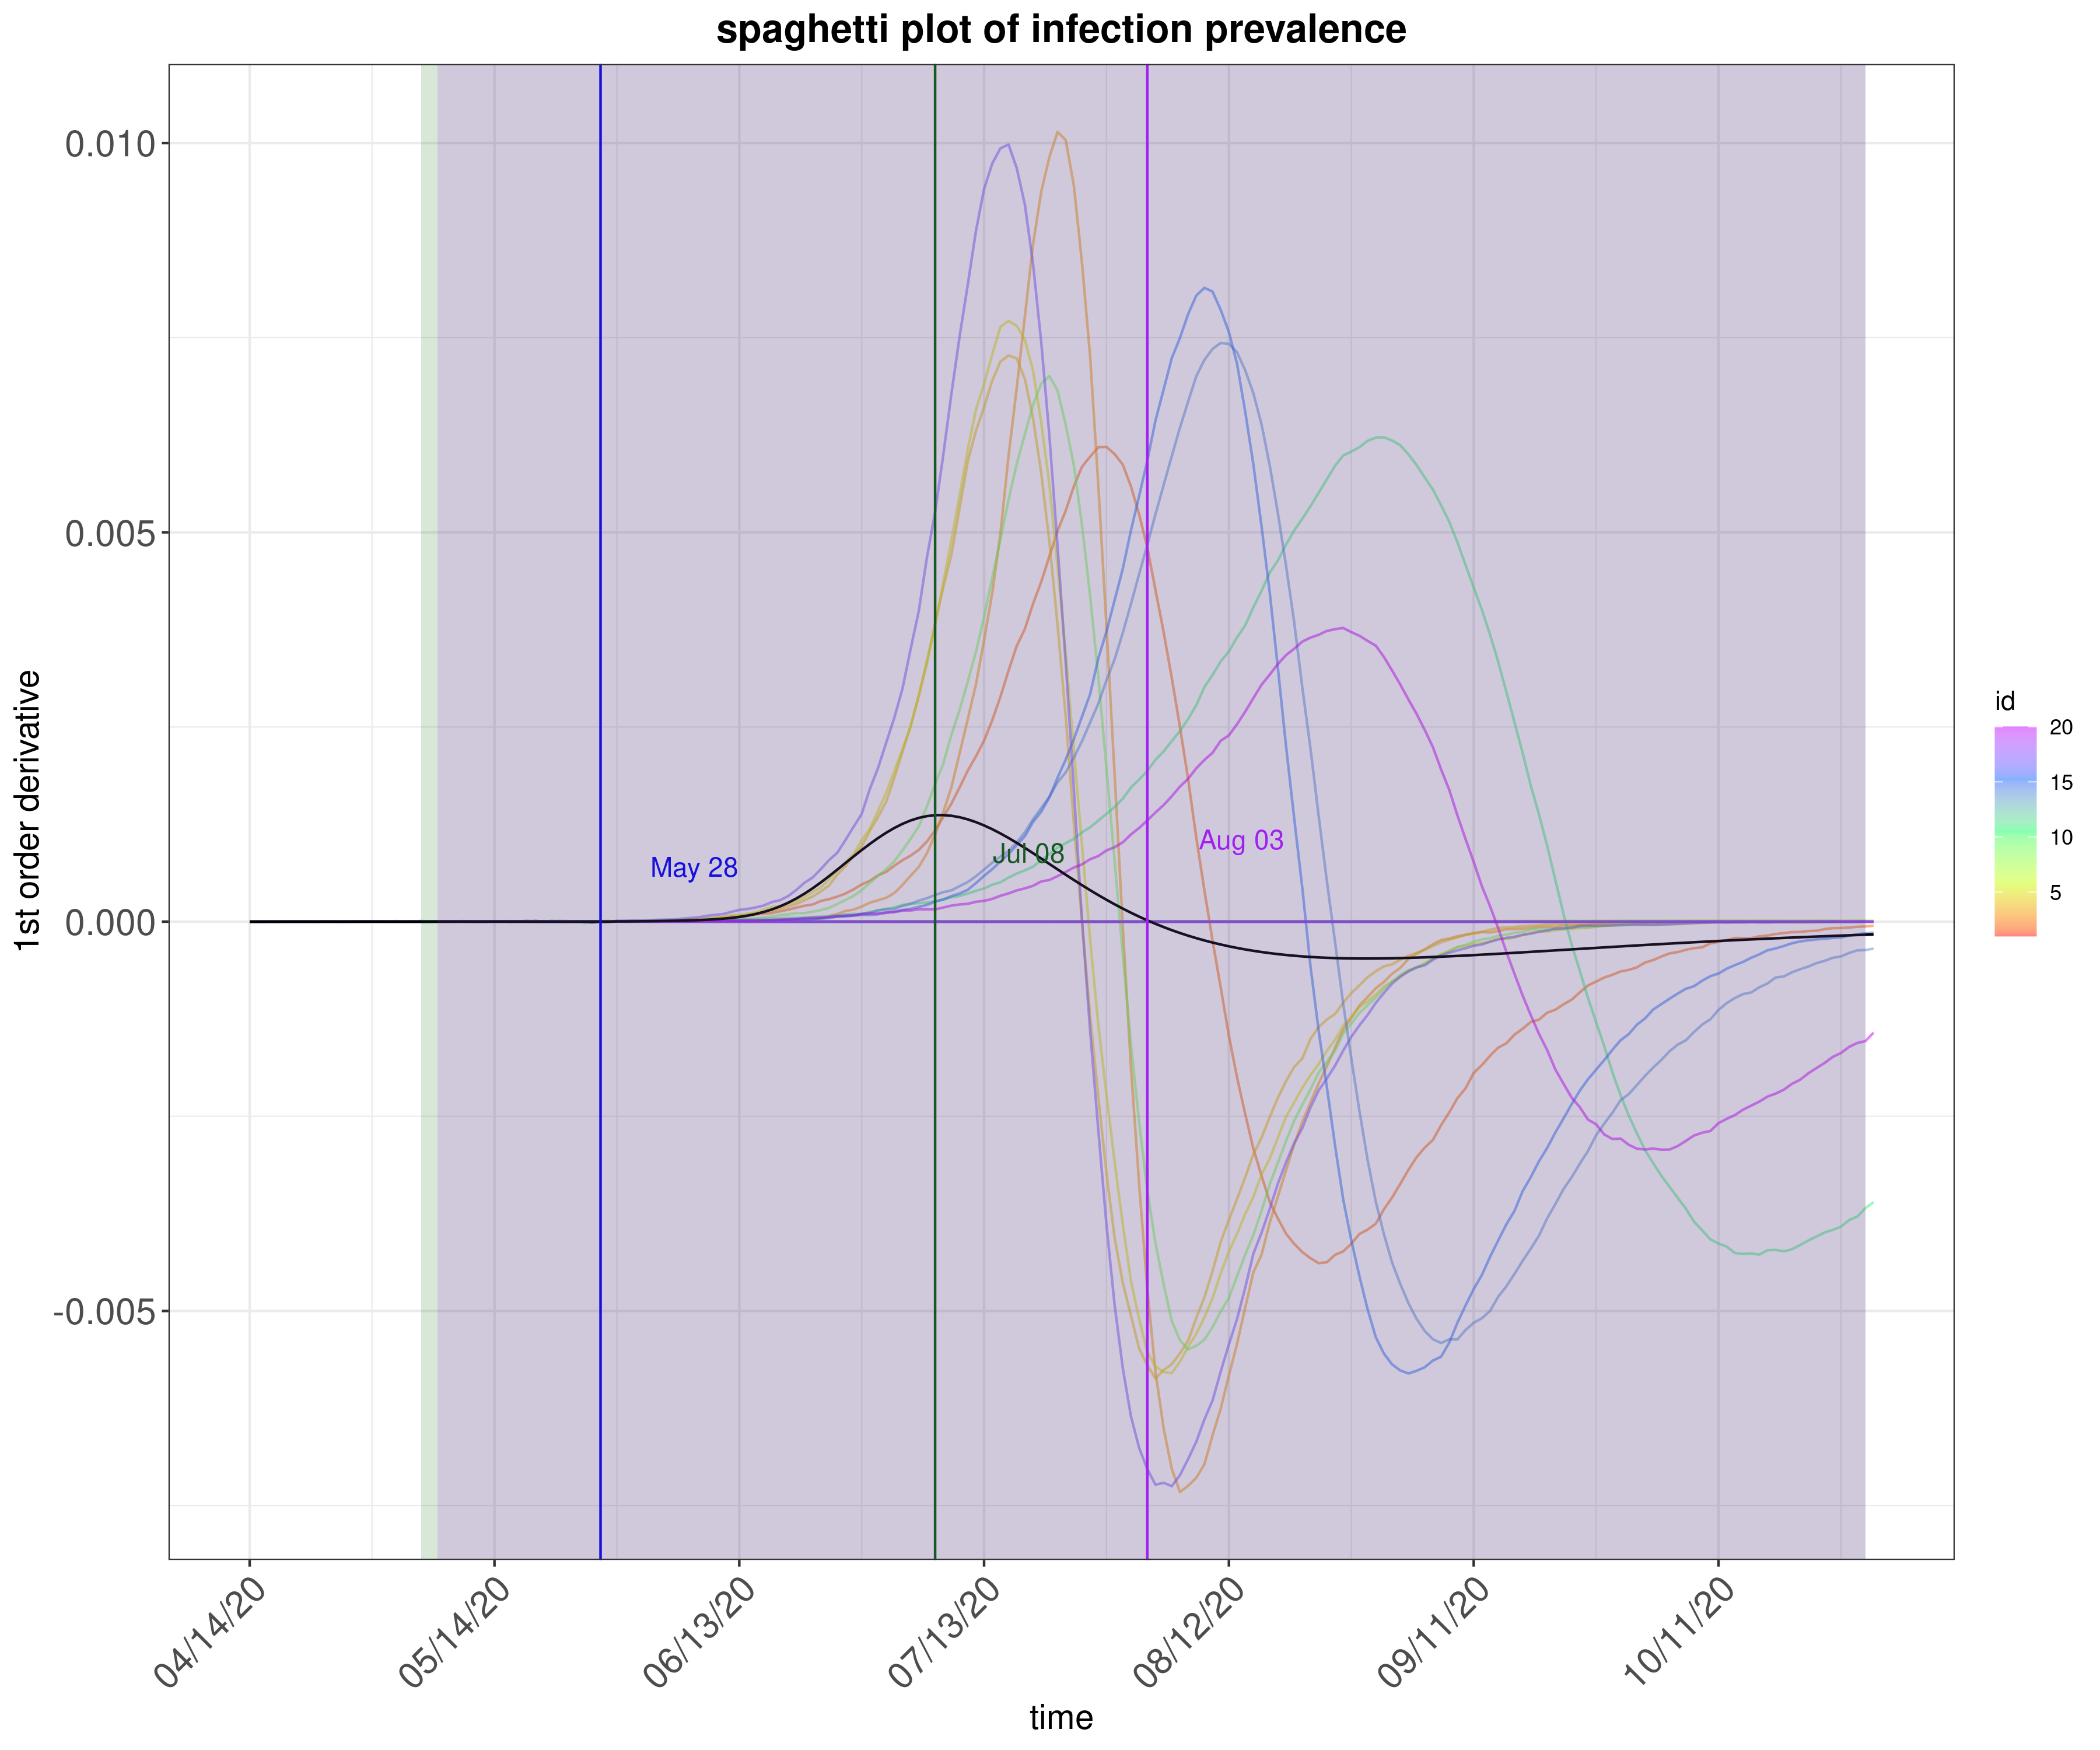 spaghetti plot of infection prevalence
0.010
0.005
0.000
-0.005
1st order derivative
May 28
Jul 08
Aug 03
id
20
15
10
5
04/14/20
05/14/20
06/13/20
07/13/20
08/12/20
09/11/20
10/11/20
time